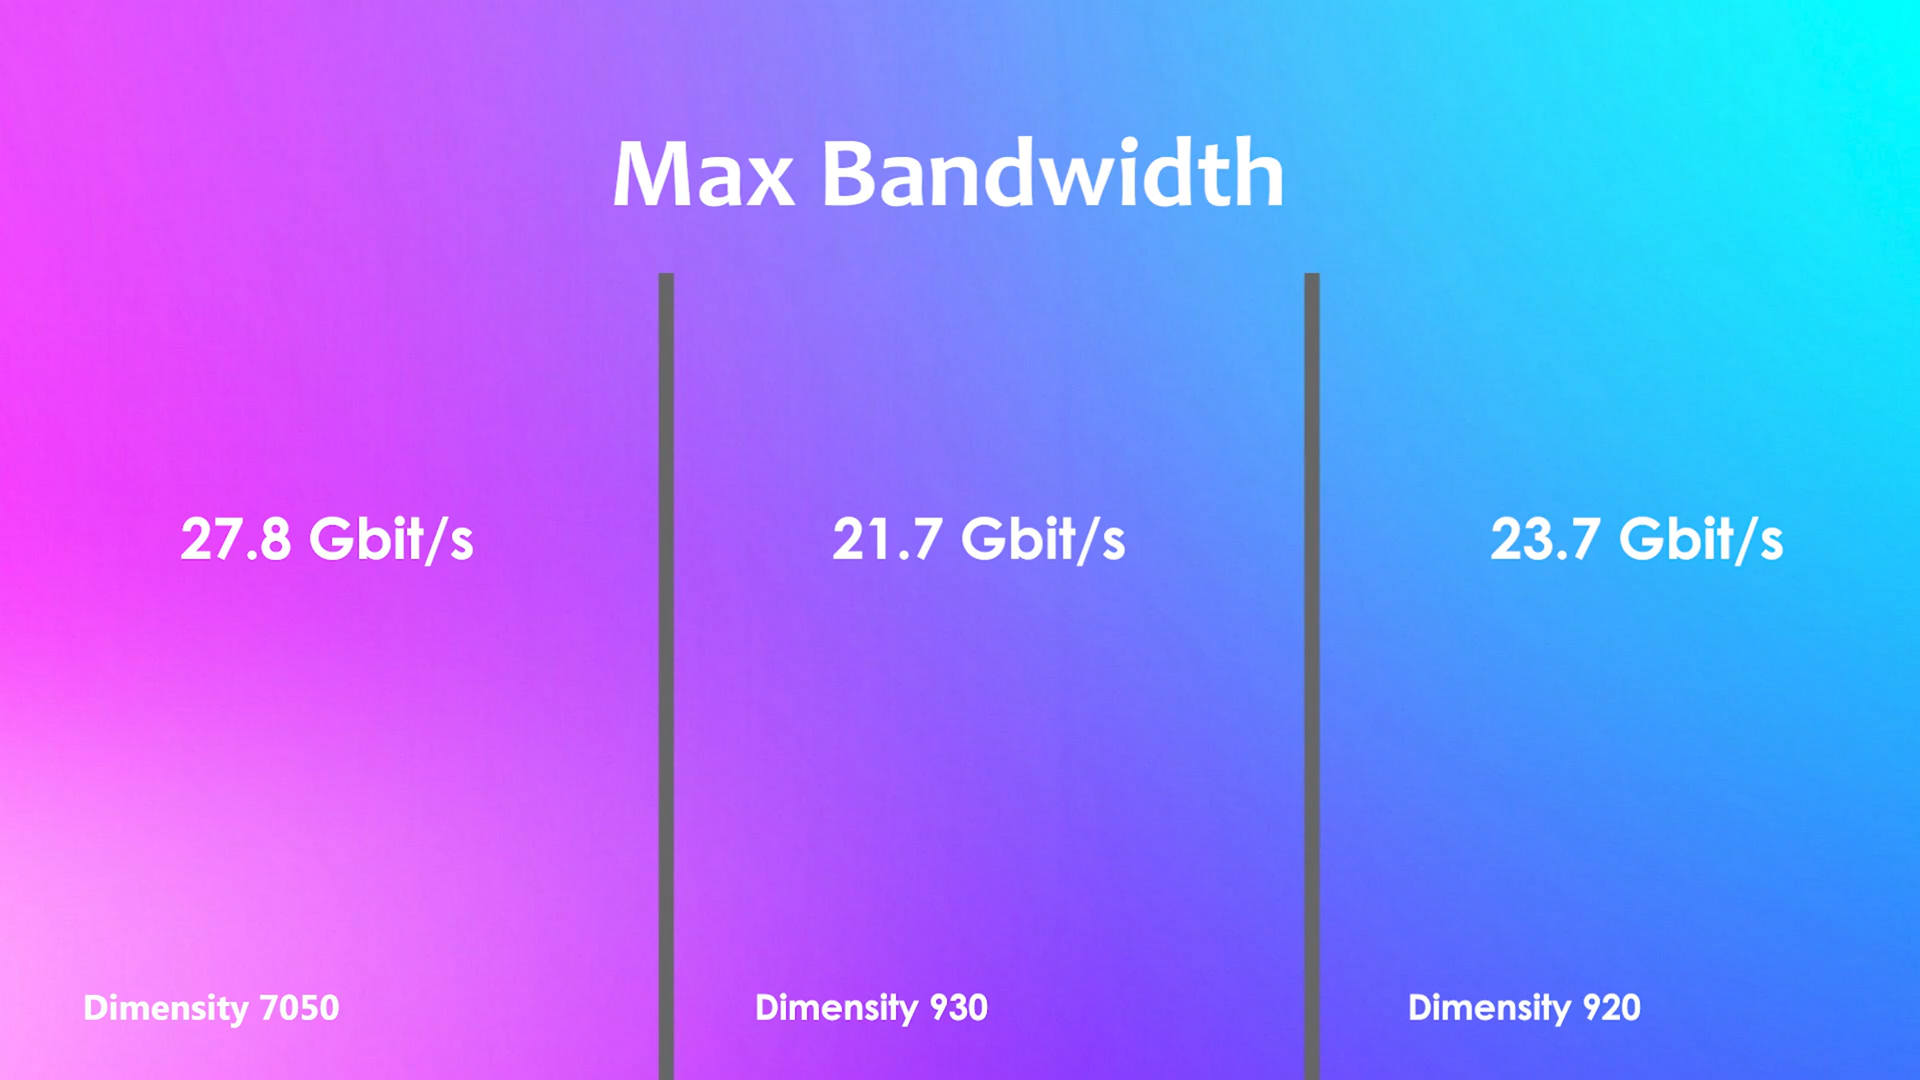 Max Bandwidth
27.8 Gbit/s
21.7 Gbit/s
23.7 Gbit/s
Dimensity 7050
Dimensity 930
Dimensity 920